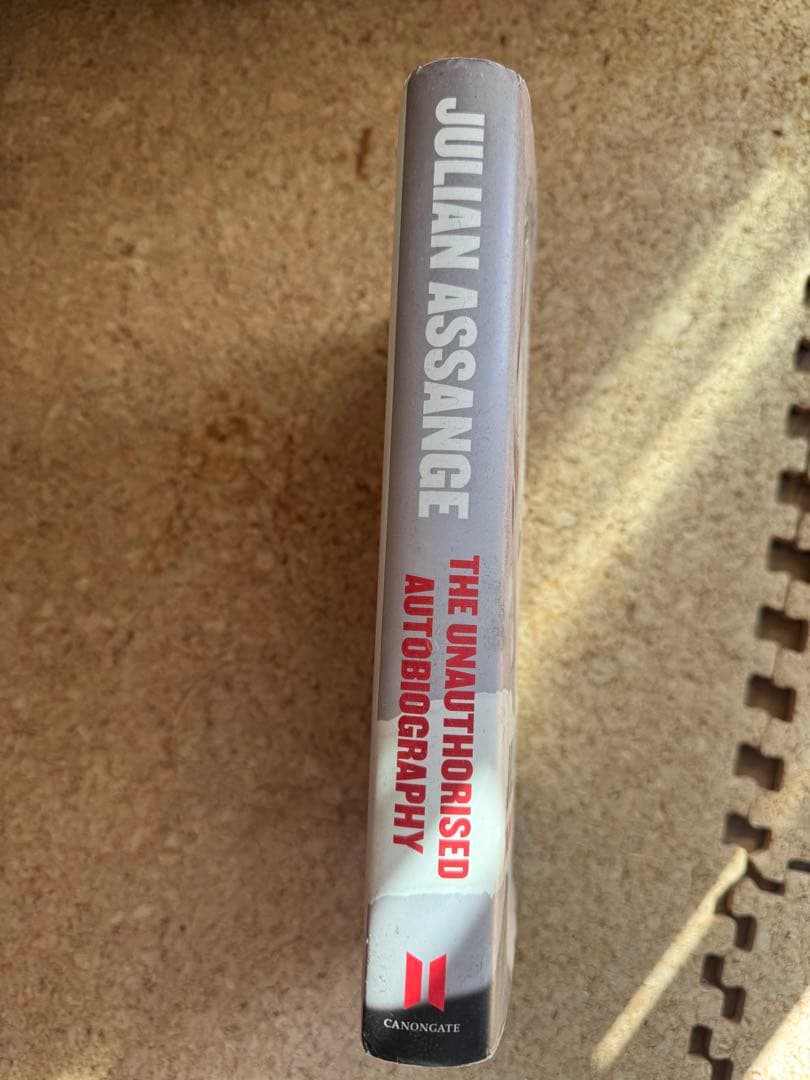 JULIAN ASSANGE
THE UNAUTHORISED
AUTOBIOGRAPHY
CANONGATE